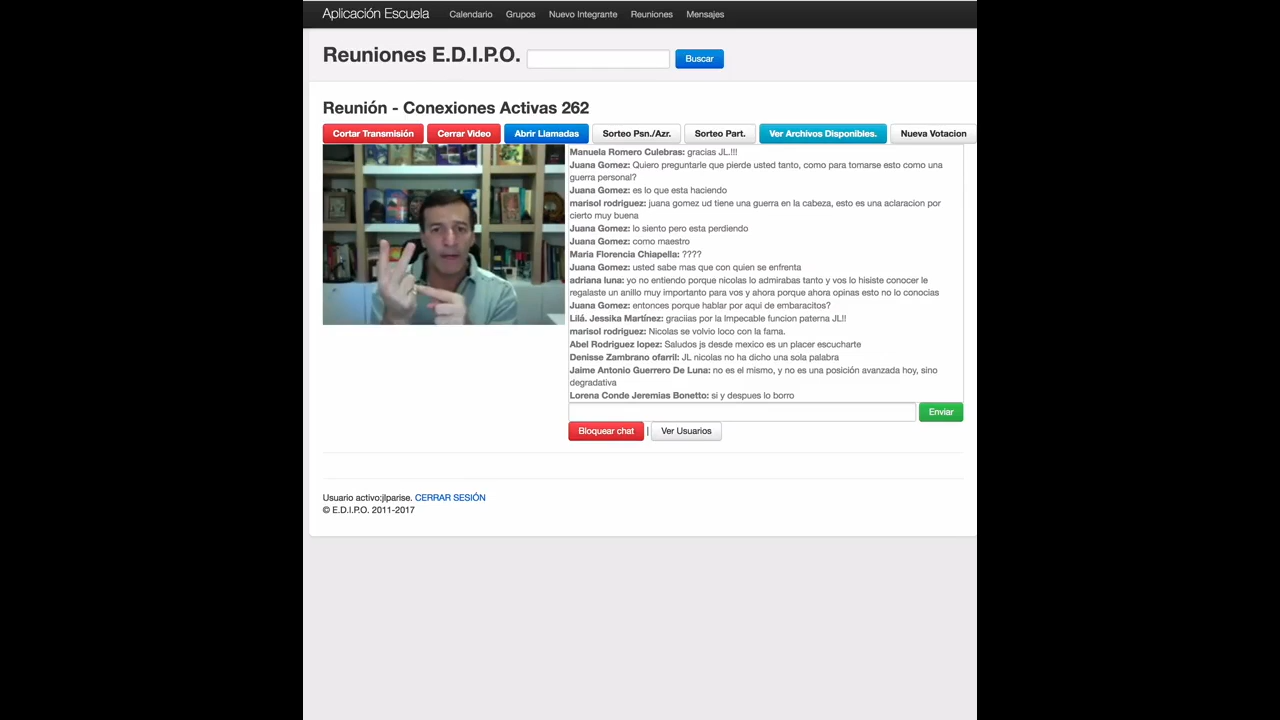 Aplicación Escuela Calendario Grupos Nuevo Integrante Reuniones Mensajes
Reuniones E.D.I.P.O. Buscar
Reunión - Conexiones Activas 262
Cortar Transmisión Cerrar Video Abrir Llamadas Sorteo Psn./Azr. Sorteo Part. Ver Archivos Disponibles. Nueva Votacion
Manuela Romero Culebras: gracias JL.!!!
Juana Gomez: Quiero preguntarle que pierde usted tanto, como para tomarse esto como una
guerra personal?
Juana Gomez: es lo que esta haciendo
marisol rodriguez: juana gomez ud tiene una guerra en la cabeza, esto es una aclaracion por
cierto muy buena
Juana Gomez: lo siento pero esta perdiendo
Juana Gomez: como maestro
Maria Florencia Chiapella: ????
Juana Gomez: usted sabe mas que con quien se enfrenta
adriana luna: yo no entiendo porque nicolas lo admirabas tanto y vos lo hisiste conocer le
regalaste un anillo muy importanto para vos y ahora porque ahora opinas esto no lo conocias
Juana Gomez: entonces porque hablar por aqui de embaracitos?
Lilá. Jessika Martínez: graciias por la Impecable funcion paterna JL!!
marisol rodriguez: Nicolas se volvio loco con la fama.
Abel Rodriguez lopez: Saludos js desde mexico es un placer escucharte
Denisse Zambrano ofarril: JL nicolas no ha dicho una sola palabra
Jaime Antonio Guerrero De Luna: no es el mismo, y no es una posición avanzada hoy, sino
degradativa
Lorena Conde Jeremias Bonetto: si y despues lo borro
Enviar
Bloquear chat | Ver Usuarios
Usuario activo:jlparise. CERRAR SESIÓN
© E.D.I.P.O. 2011-2017